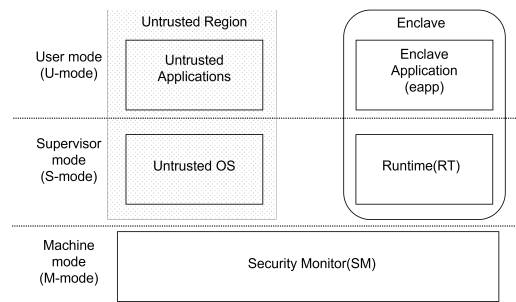 Untrusted Region
Enclave
User mode
(U-mode)
Untrusted
Applications
Enclave
Application
(eapp)
Supervisor
mode
(S-mode)
Untrusted OS
Runtime(RT)
Machine
mode
(M-mode)
Security Monitor(SM)